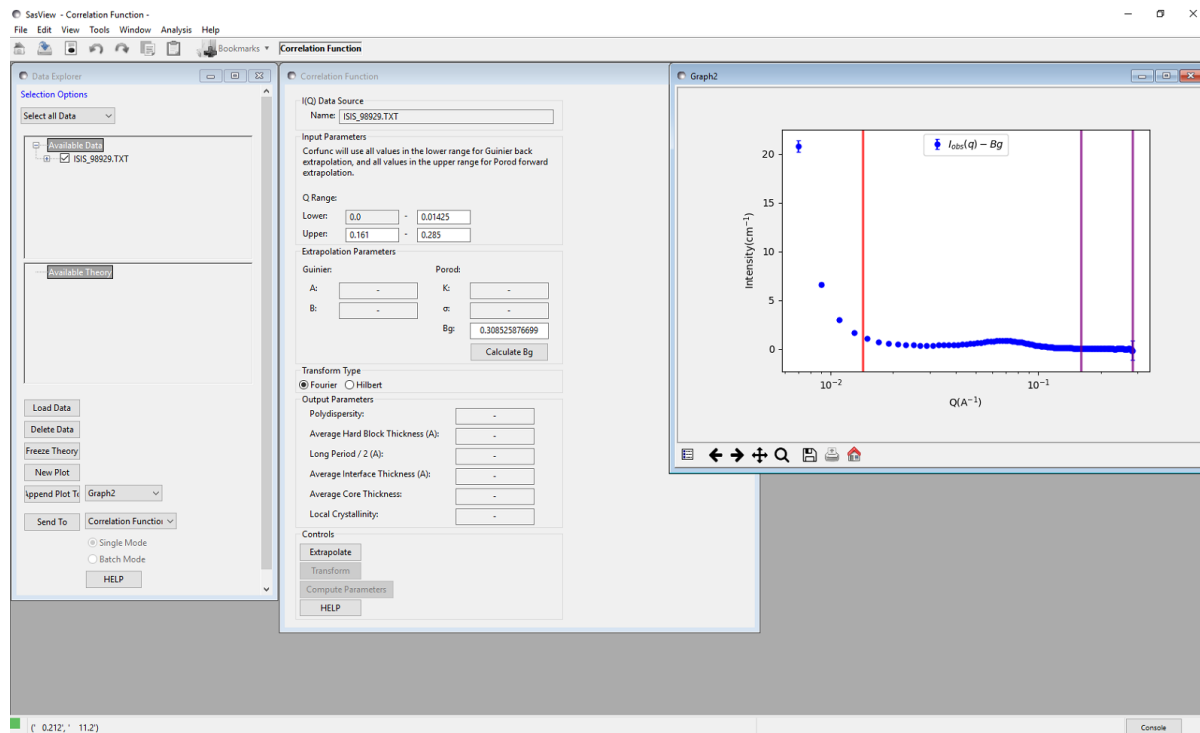 SasView - Correlation Function -
File Edit View Tools Window Analysis Help
Bookmarks Correlation Function
Data Explorer
Selection Options
Select all Data
Available Data
ISIS_98929.TXT
Available Theory
Load Data
Delete Data
Freeze Theory
New Plot
Append Plot To Graph2
Send To Correlation Function
Single Mode
Batch Mode
HELP
Correlation Function
I(Q) Data Source
Name: ISIS_98929.TXT
Input Parameters
Corfunc will use all values in the lower range for Guinier back
extrapolation, and all values in the upper range for Porod forward
extrapolation.
Q Range:
Lower: 0.0 - 0.01425
Upper: 0.161 - 0.285
Extrapolation Parameters
Guinier: Porod:
A: - K: -
B: - σ: -
Bg: 0.308525876699
Calculate Bg
Transform Type
Fourier Hilbert
Output Parameters
Polydispersity: -
Average Hard Block Thickness (A): -
Long Period / 2 (A): -
Average Interface Thickness (A): -
Average Core Thickness: -
Local Crystallinity: -
Controls
Extrapolate
Transform
Compute Parameters
HELP
Graph2
I_obs(q) − Bg
20
15
10
5
0
Intensity(cm⁻¹)
10⁻² 10⁻¹
Q(A⁻¹)
(' 0.212', ' 11.2')
Console